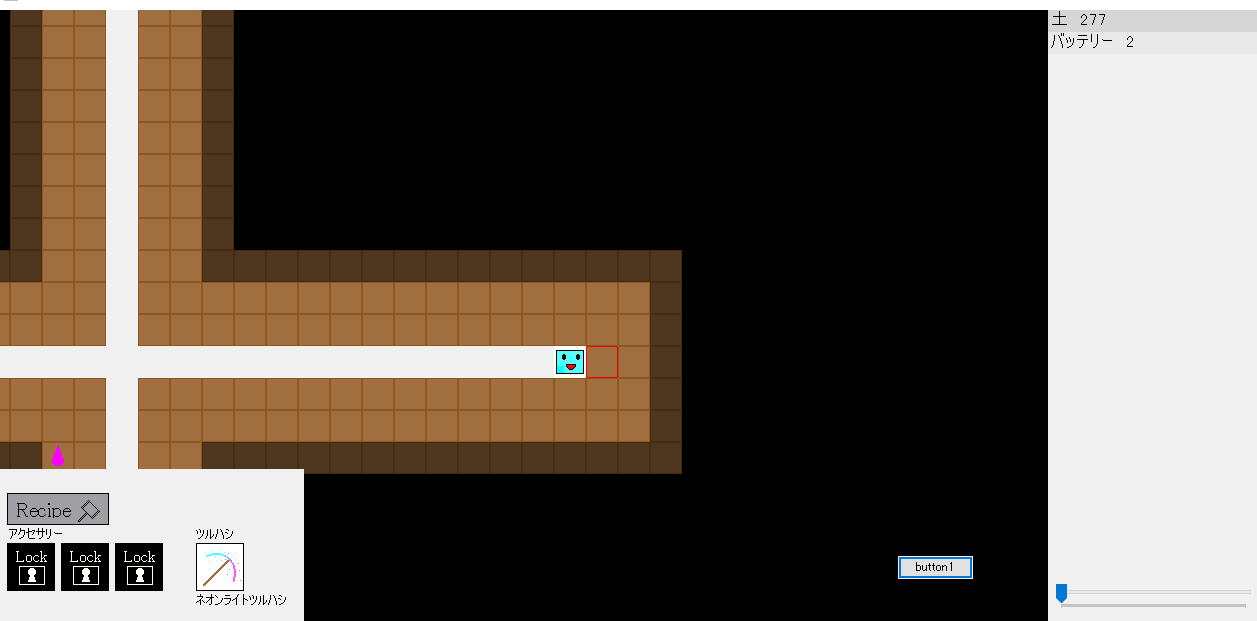 土 277
バッテリー 2
Recipe
アクセサリー
Lock Lock Lock
ツルハシ
ネオンライトツルハシ
button1